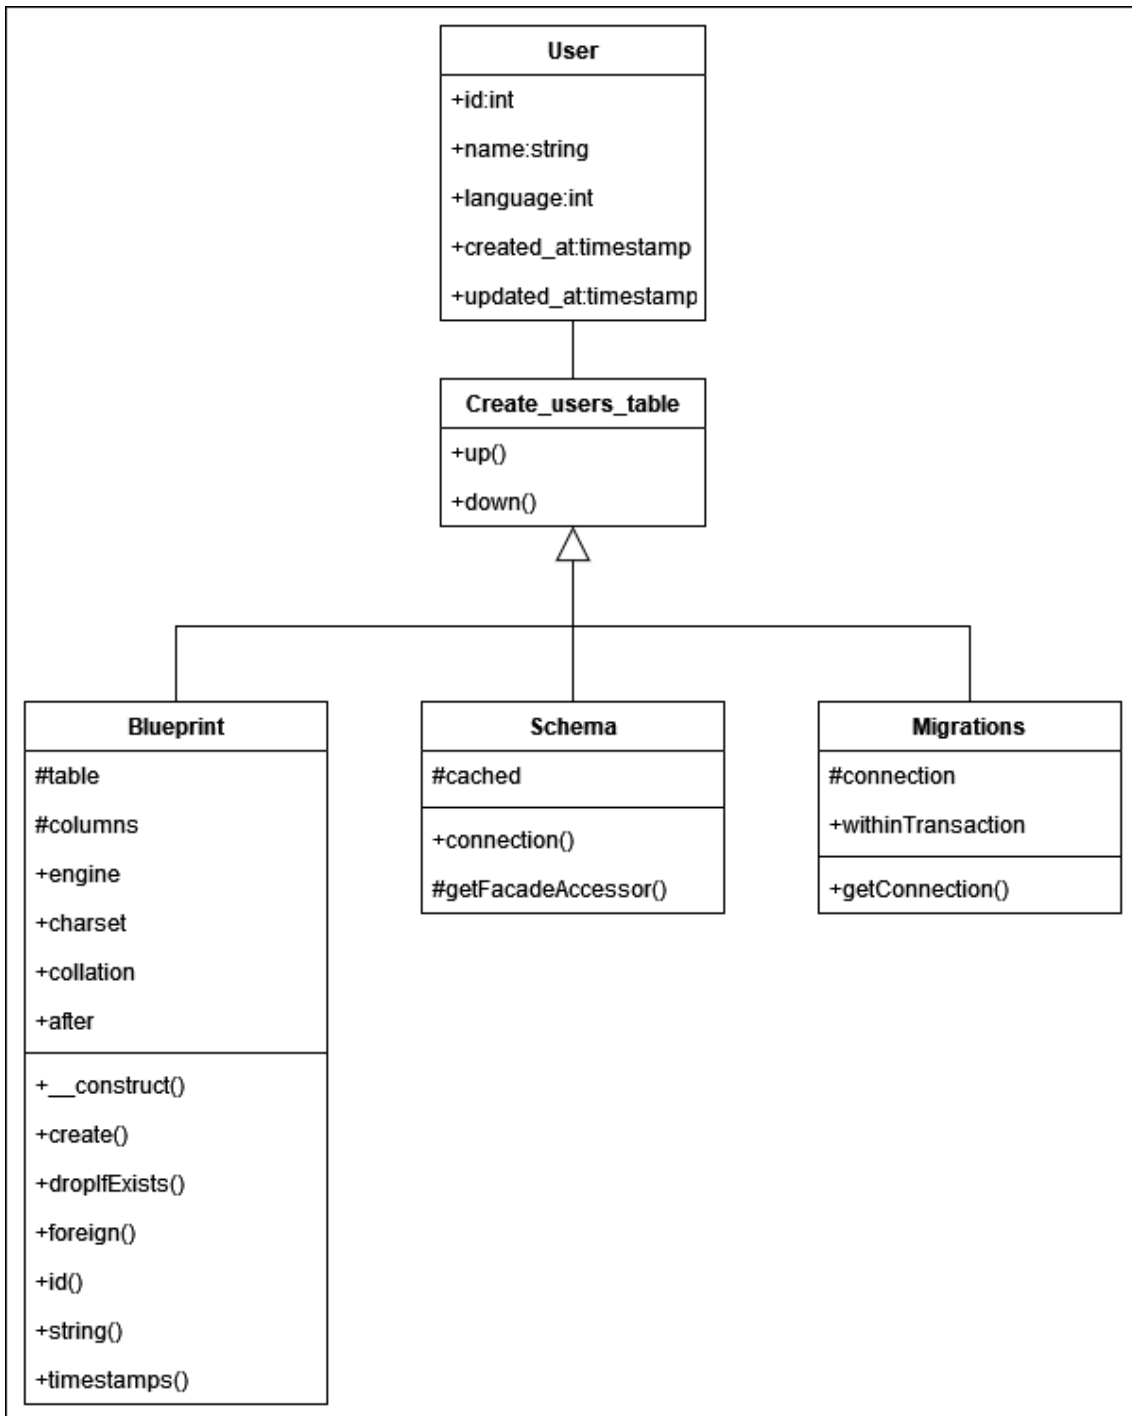 User
+id:int
+name:string
+language:int
+created_at:timestamp
+updated_at:timestamp
Create_users_table
+up()
+down()
Blueprint
#table
#columns
+engine
+charset
+collation
+after
+__construct()
+create()
+dropIfExists()
+foreign()
+id()
+string()
+timestamps()
Schema
#cached
+connection()
#getFacadeAccessor()
Migrations
#connection
+withinTransaction
+getConnection()